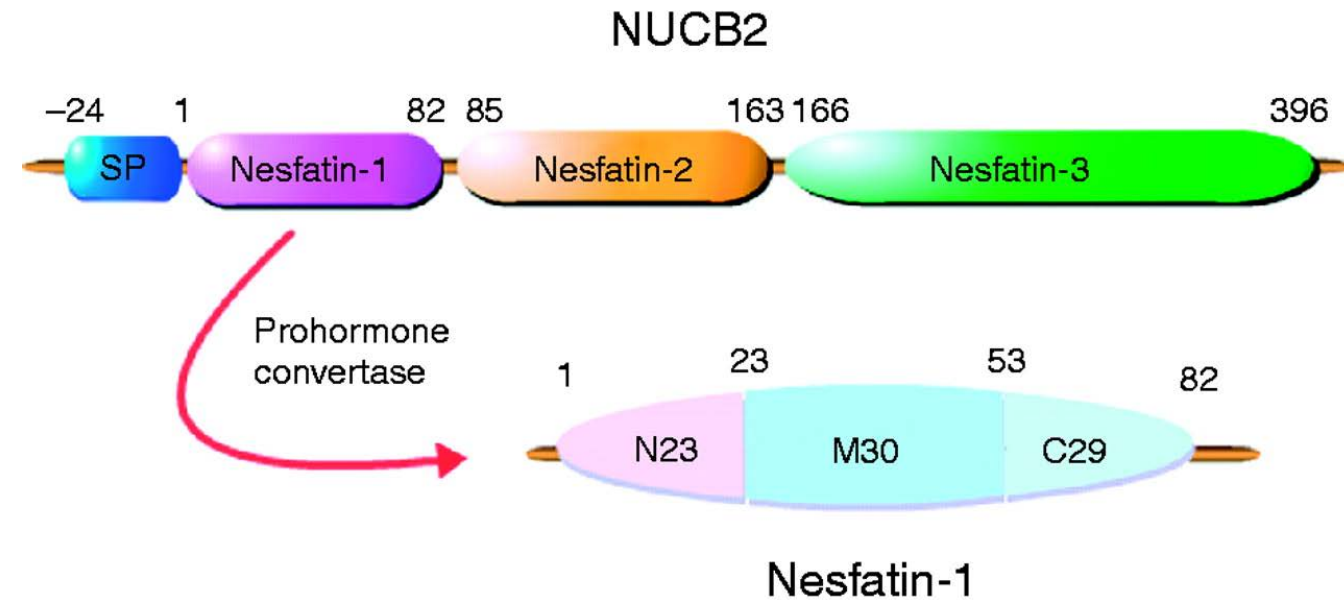 NUCB2
–24 1 82 85 163 166 396
SP Nesfatin-1 Nesfatin-2 Nesfatin-3
Prohormone
convertase
1 23 53 82
N23 M30 C29
Nesfatin-1